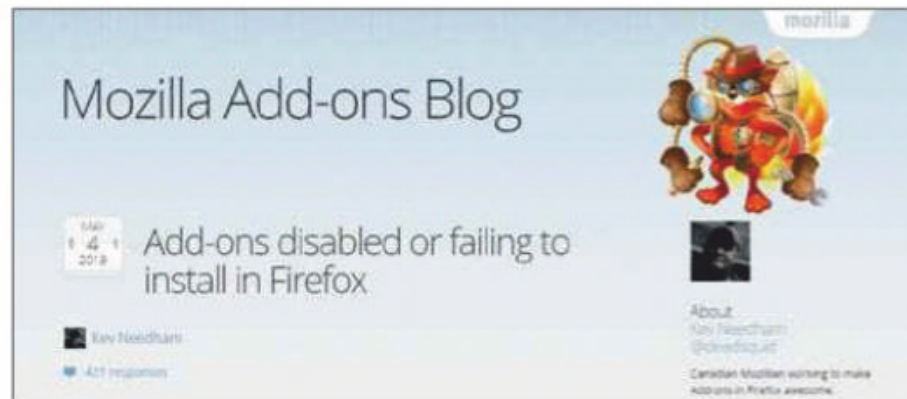 mozilla
Mozilla Add-ons Blog
MAY
4
2019
Add-ons disabled or failing to
install in Firefox
Kev Needham
responses
About
Kev Needham
Canadian Mozillian working to make
Add-ons in Firefox awesome.